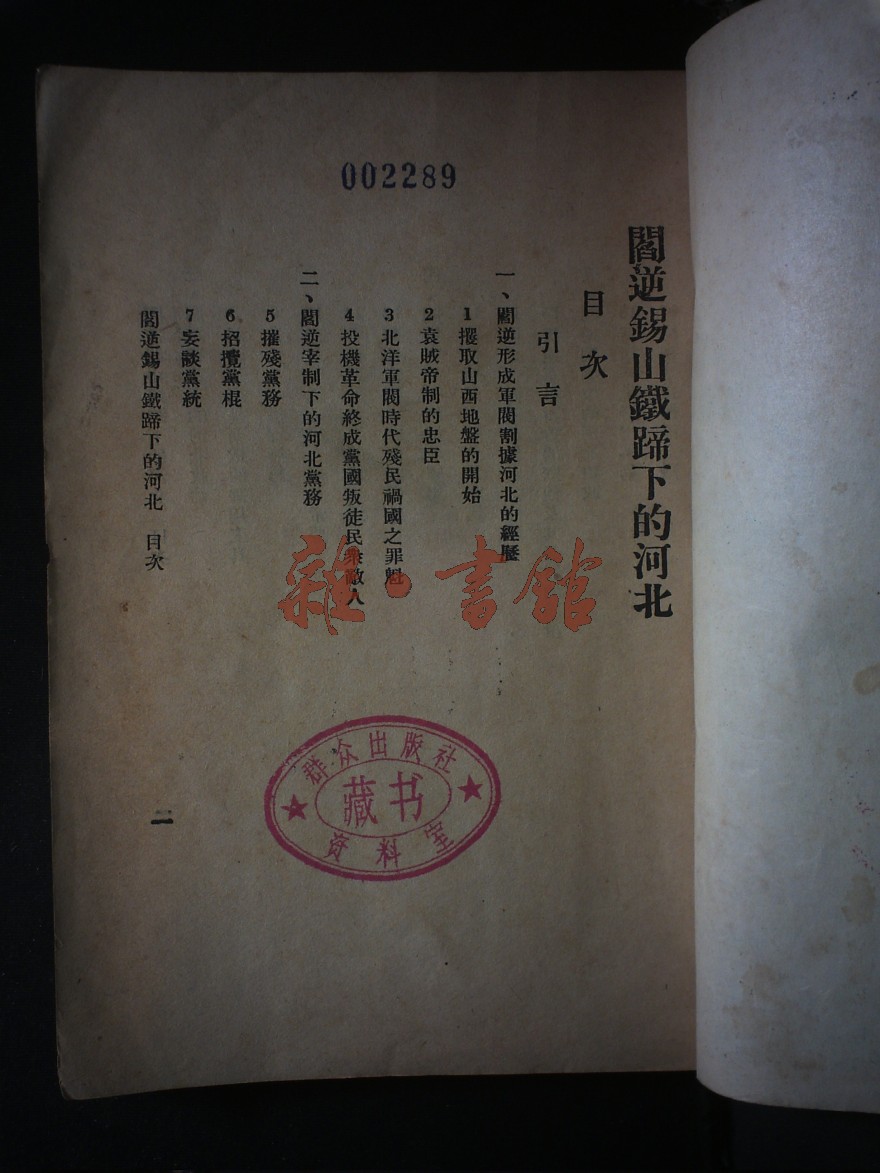 002289
閻逆錫山鐵蹄下的河北
目次
引言
一、閻逆形成軍閥割據河北的經歷
1 攫取山西地盤的開始
2 袁賊帝制的忠臣
3 北洋軍閥時代殘民禍國之罪魁
4 投機革命終成黨國叛徒民衆敵人
二、閻逆宰制下的河北黨務
5 摧殘黨務
6 招攬黨棍
7 妄談黨統
閻逆錫山鐵蹄下的河北 目次
二
雜·書館
群众出版社
藏书
资料室